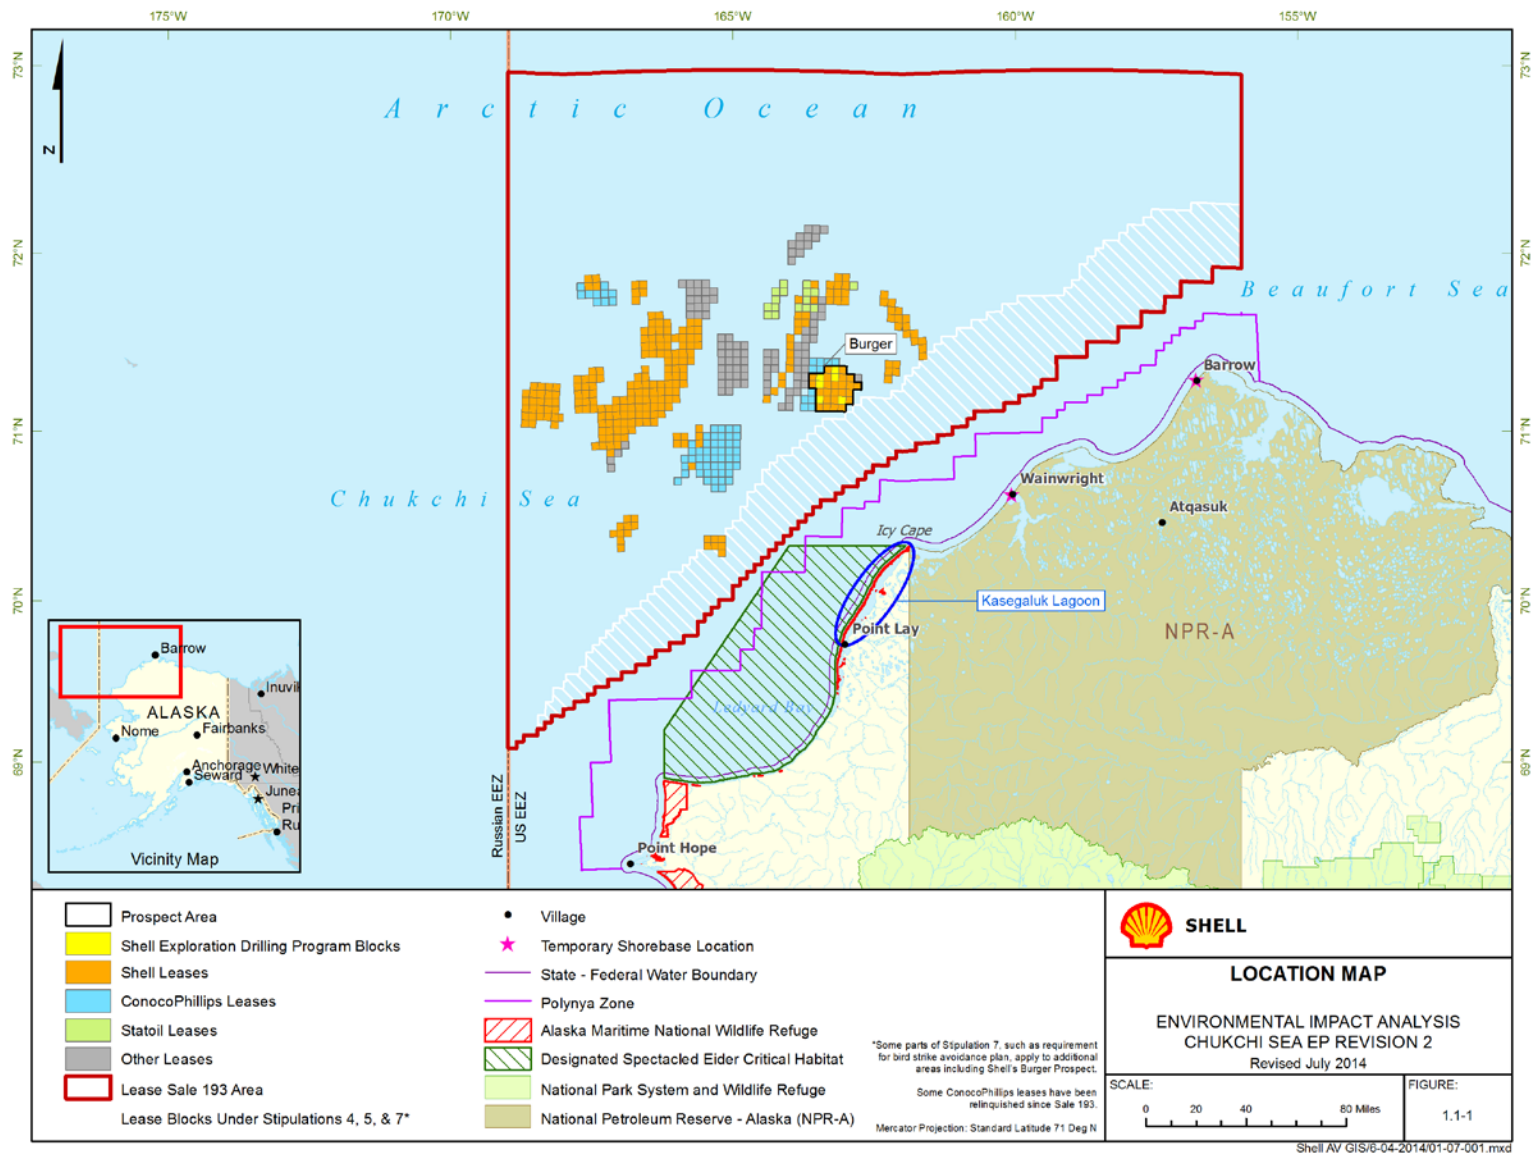 175°W 170°W 165°W 160°W 155°W
73°N 73°N
Arctic Ocean
N
72°N 72°N
Beaufort Sea
Burger
Barrow
71°N 71°N
Wainwright
Chukchi Sea
Atqasuk
Icy Cape
70°N 70°N
Kasegaluk Lagoon
Point Lay
NPR-A
Ledyard Bay
69°N 69°N
Russian EEZ
US EEZ
Point Hope
Barrow
Inuvi
ALASKA
Nome
Fairbanks
Anchorage
White
Seward
June
Pri
Ru
Vicinity Map
Prospect Area
Shell Exploration Drilling Program Blocks
Shell Leases
ConocoPhillips Leases
Statoil Leases
Other Leases
Lease Sale 193 Area
Lease Blocks Under Stipulations 4, 5, & 7*
Village
Temporary Shorebase Location
State - Federal Water Boundary
Polynya Zone
Alaska Maritime National Wildlife Refuge
Designated Spectacled Eider Critical Habitat
National Park System and Wildlife Refuge
National Petroleum Reserve - Alaska (NPR-A)
*Some parts of Stipulation 7, such as requirement
for bird strike avoidance plan, apply to additional
areas including Shell's Burger Prospect.
Some ConocoPhillips leases have been
relinquished since Sale 193.
Mercator Projection: Standard Latitude 71 Deg N
SHELL
LOCATION MAP
ENVIRONMENTAL IMPACT ANALYSIS
CHUKCHI SEA EP REVISION 2
Revised July 2014
SCALE:
0 20 40 80 Miles
FIGURE:
1.1-1
Shell AV GIS/6-04-2014/01-07-001.mxd